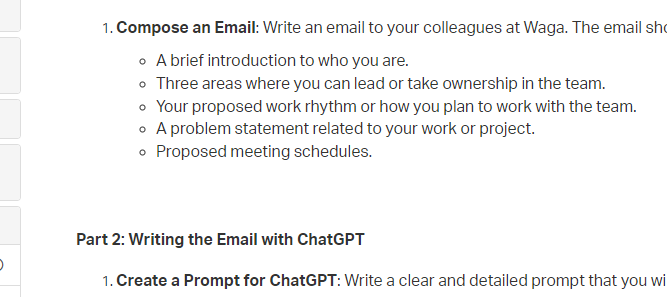 1. Compose an Email: Write an email to your colleagues at Waga. The email
A brief introduction to who you are.
Three areas where you can lead or take ownership in the team.
Your proposed work rhythm or how you plan to work with the team.
A problem statement related to your work or project.
Proposed meeting schedules.
Part 2: Writing the Email with ChatGPT
1. Create a Prompt for ChatGPT: Write a clear and detailed prompt that you